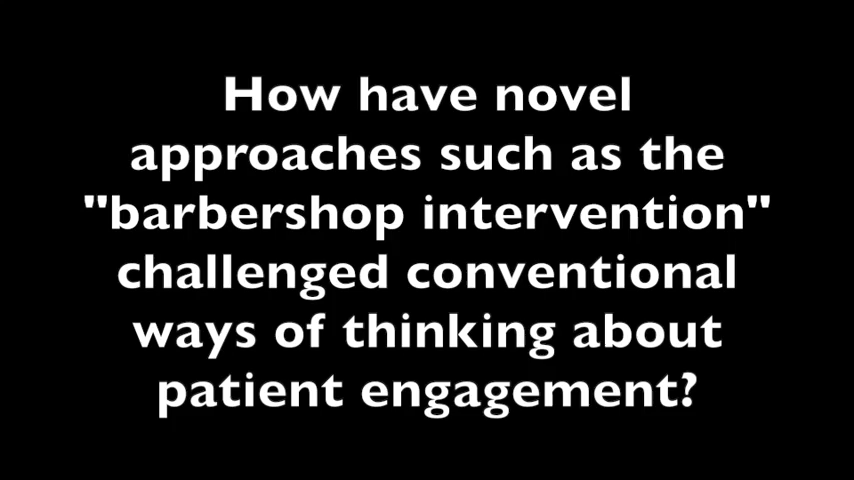 How have novel
approaches such as the
"barbershop intervention"
challenged conventional
ways of thinking about
patient engagement?